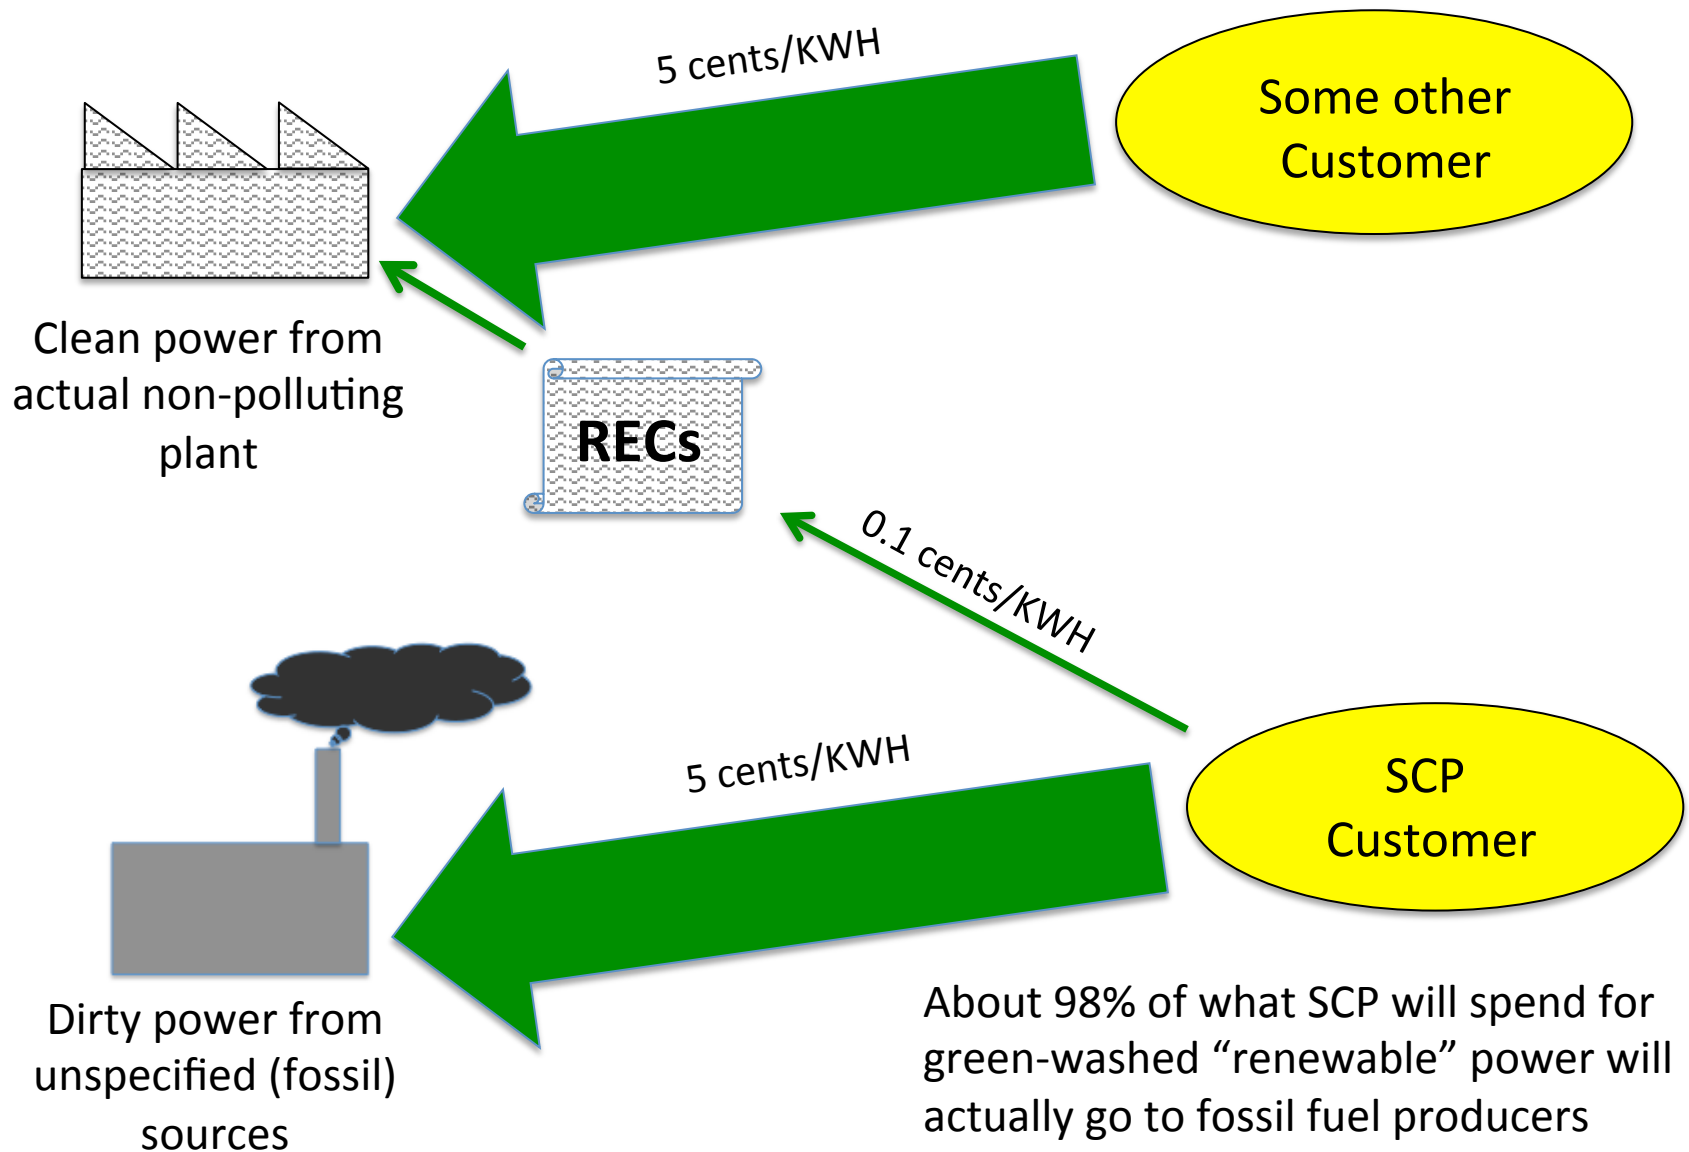 5 cents/KWH
Some other
Customer
Clean power from
actual non-polluting
plant
RECs
0.1 cents/KWH
5 cents/KWH
SCP
Customer
Dirty power from
unspecified (fossil)
sources
About 98% of what SCP will spend for
green-washed “renewable” power will
actually go to fossil fuel producers